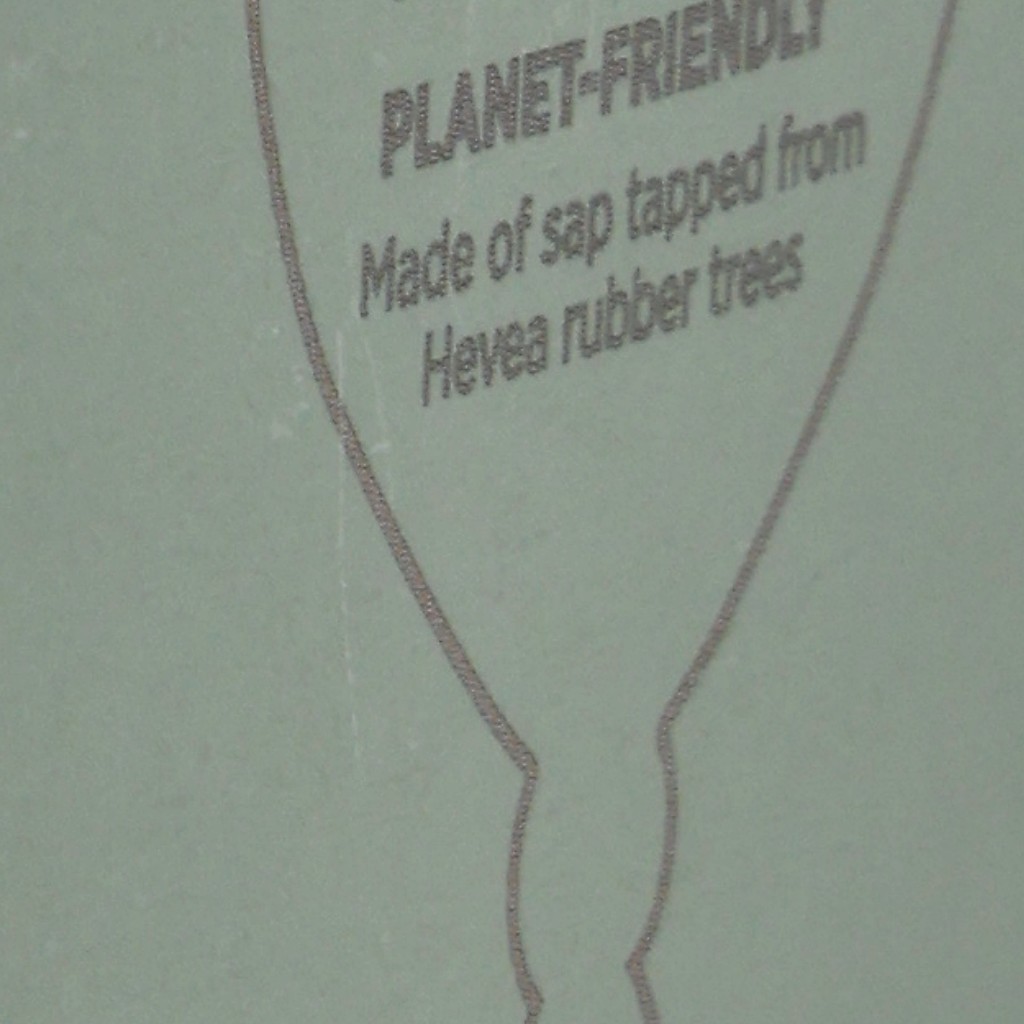 PLANET-FRIENDLY
Made of sap tapped from
Hevea rubber trees